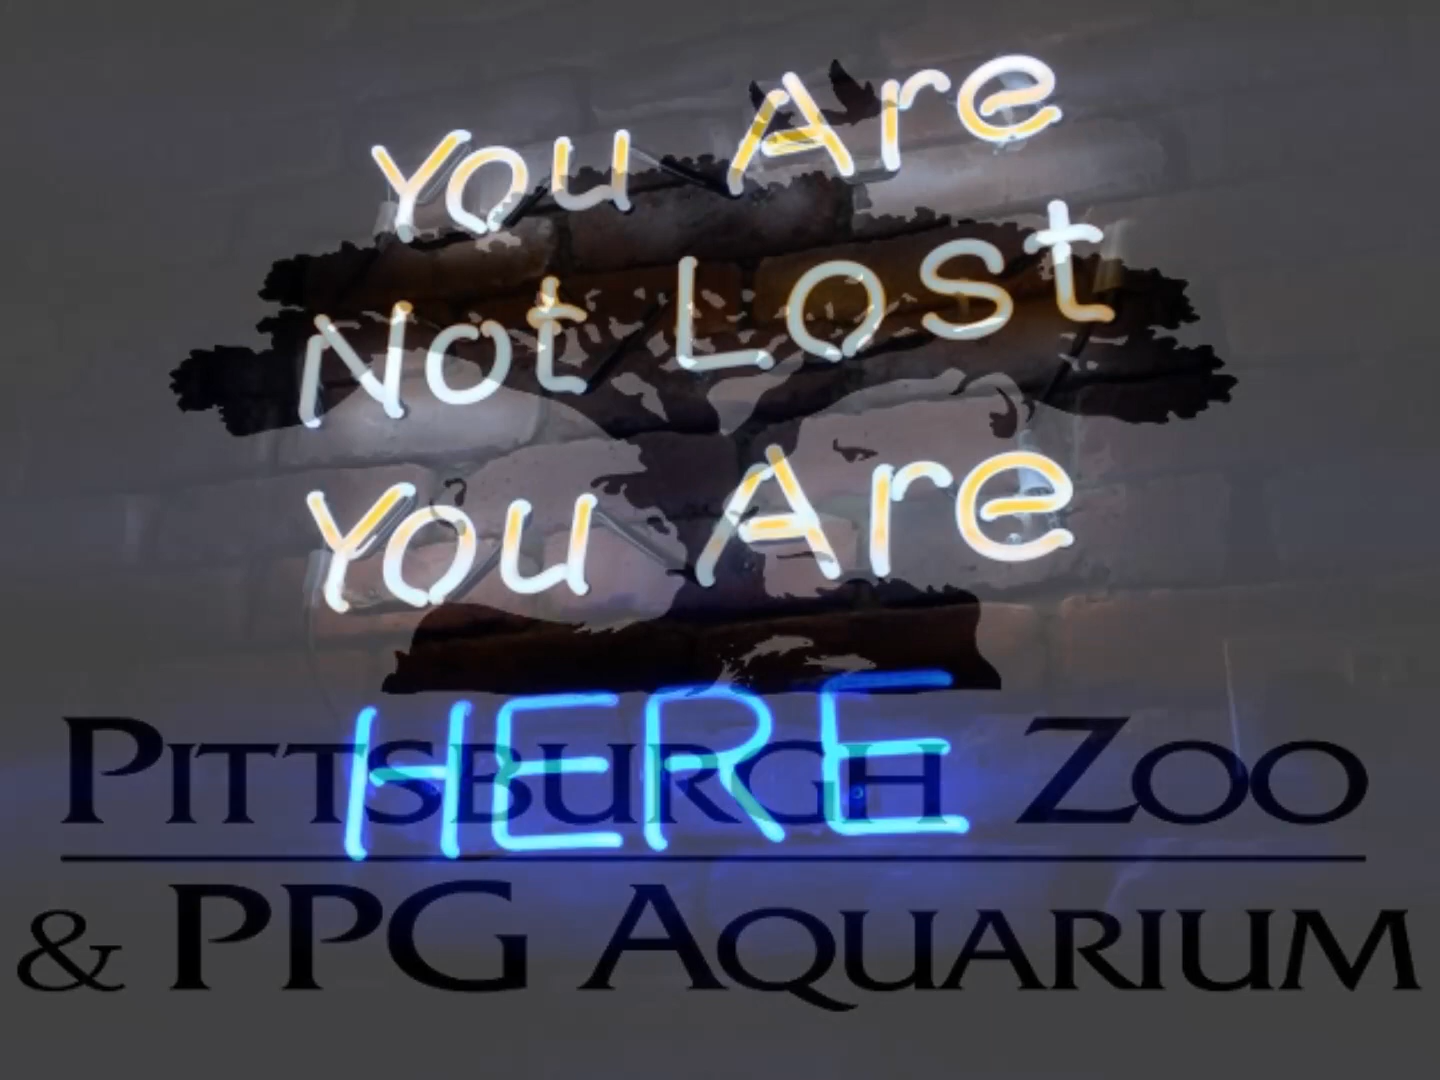 You Are
Not Lost
You Are
HERE
PITTSBURGH ZOO
& PPG AQUARIUM